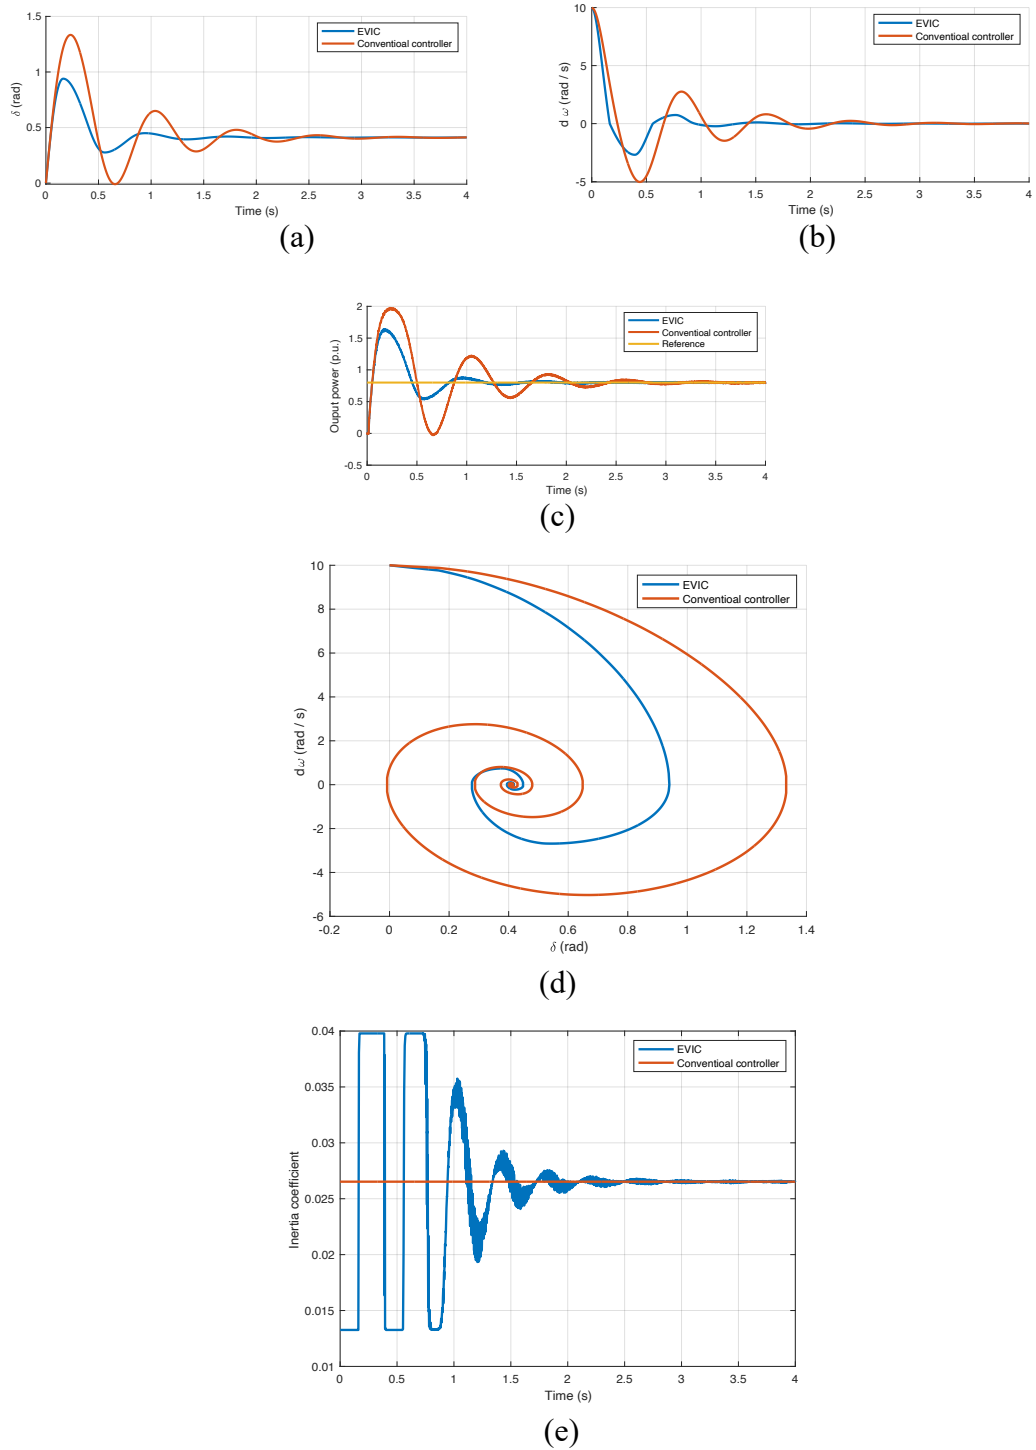 1.5
1
0.5
0
δ (rad)
EVIC
Conventioal controller
0 0.5 1 1.5 2 2.5 3 3.5 4
Time (s)
(a)
10
5
0
-5
d ω (rad / s)
EVIC
Conventioal controller
0 0.5 1 1.5 2 2.5 3 3.5 4
Time (s)
(b)
2
1.5
1
0.5
0
-0.5
Ouput power (p.u.)
EVIC
Conventioal controller
Reference
0 0.5 1 1.5 2 2.5 3 3.5 4
Time (s)
(c)
10
8
6
4
2
0
-2
-4
-6
d ω (rad / s)
EVIC
Conventioal controller
-0.2 0 0.2 0.4 0.6 0.8 1 1.2 1.4
δ (rad)
(d)
0.04
0.035
0.03
0.025
0.02
0.015
0.01
Inertia coefficient
EVIC
Conventioal controller
0 0.5 1 1.5 2 2.5 3 3.5 4
Time (s)
(e)